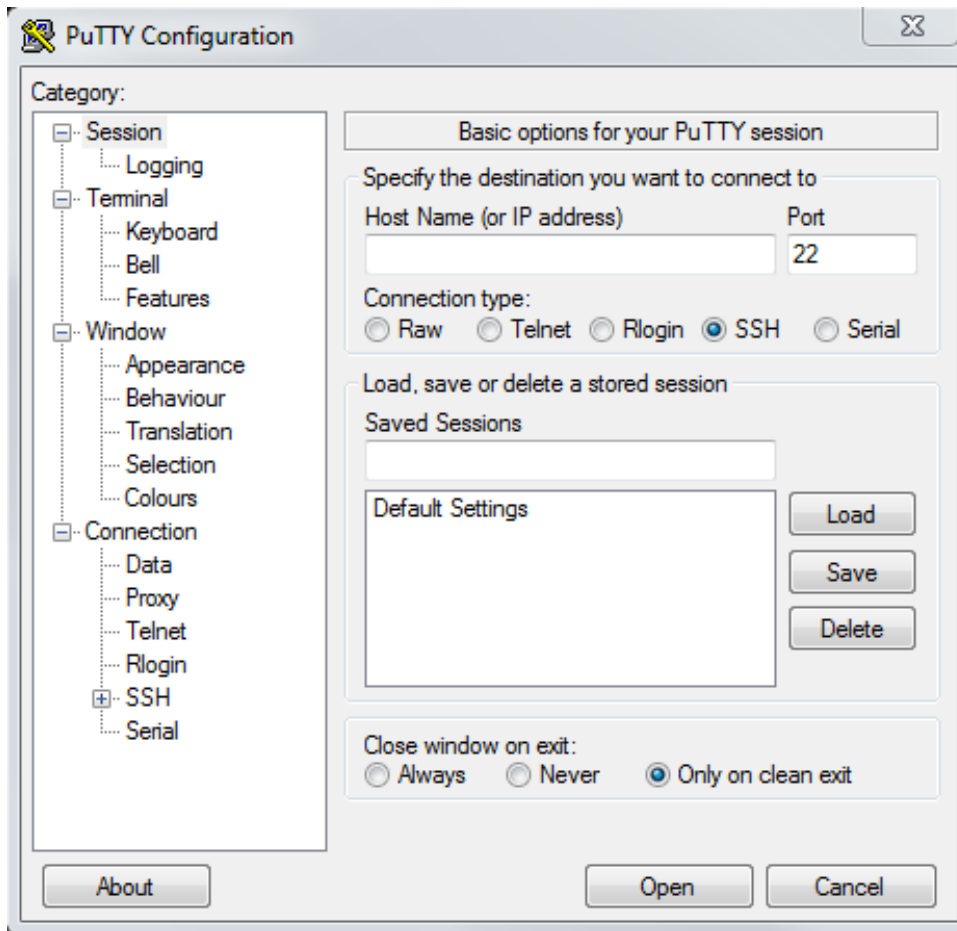 PuTTY Configuration
Category:
Session
Logging
Terminal
Keyboard
Bell
Features
Window
Appearance
Behaviour
Translation
Selection
Colours
Connection
Data
Proxy
Telnet
Rlogin
SSH
Serial
Basic options for your PuTTY session
Specify the destination you want to connect to
Host Name (or IP address) Port
22
Connection type:
Raw Telnet Rlogin SSH Serial
Load, save or delete a stored session
Saved Sessions
Default Settings
Load
Save
Delete
Close window on exit:
Always Never Only on clean exit
About Open Cancel